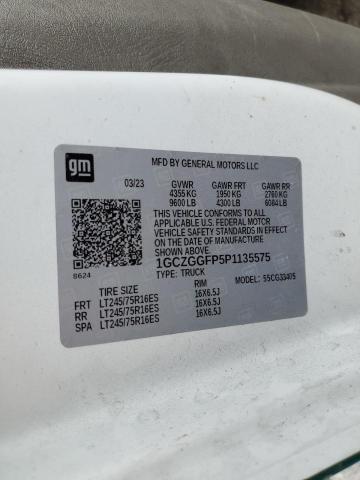 gm
MFD BY GENERAL MOTORS LLC
03/23 GVWR GAWR FRT GAWR RR
4355 KG 1950 KG 2760 KG
9600 LB 4300 LB 6084 LB
THIS VEHICLE CONFORMS TO ALL
APPLICABLE U.S. FEDERAL MOTOR
VEHICLE SAFETY STANDARDS IN EFFECT
ON THE DATE OF MANUFACTURE
SHOWN ABOVE
8624 1GCZGGFP5P1135575
TYPE: TRUCK
TIRE SIZE RIM 55CG33405
FRT LT245/75R16ES 16X6.5J
RR LT245/75R16ES 16X6.5J
SPA LT245/75R16ES 16X6.5J